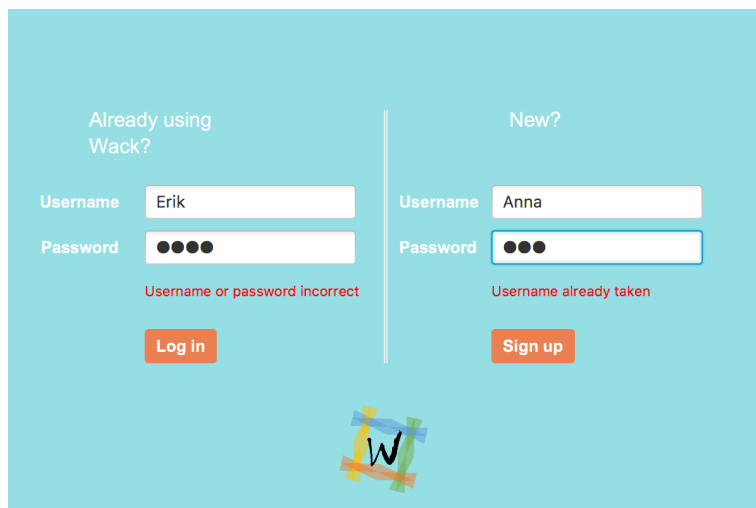 Already using
Wack?
Username Erik
Password ●●●●
Username or password incorrect
Log in
New?
Username Anna
Password ●●●
Username already taken
Sign up
W